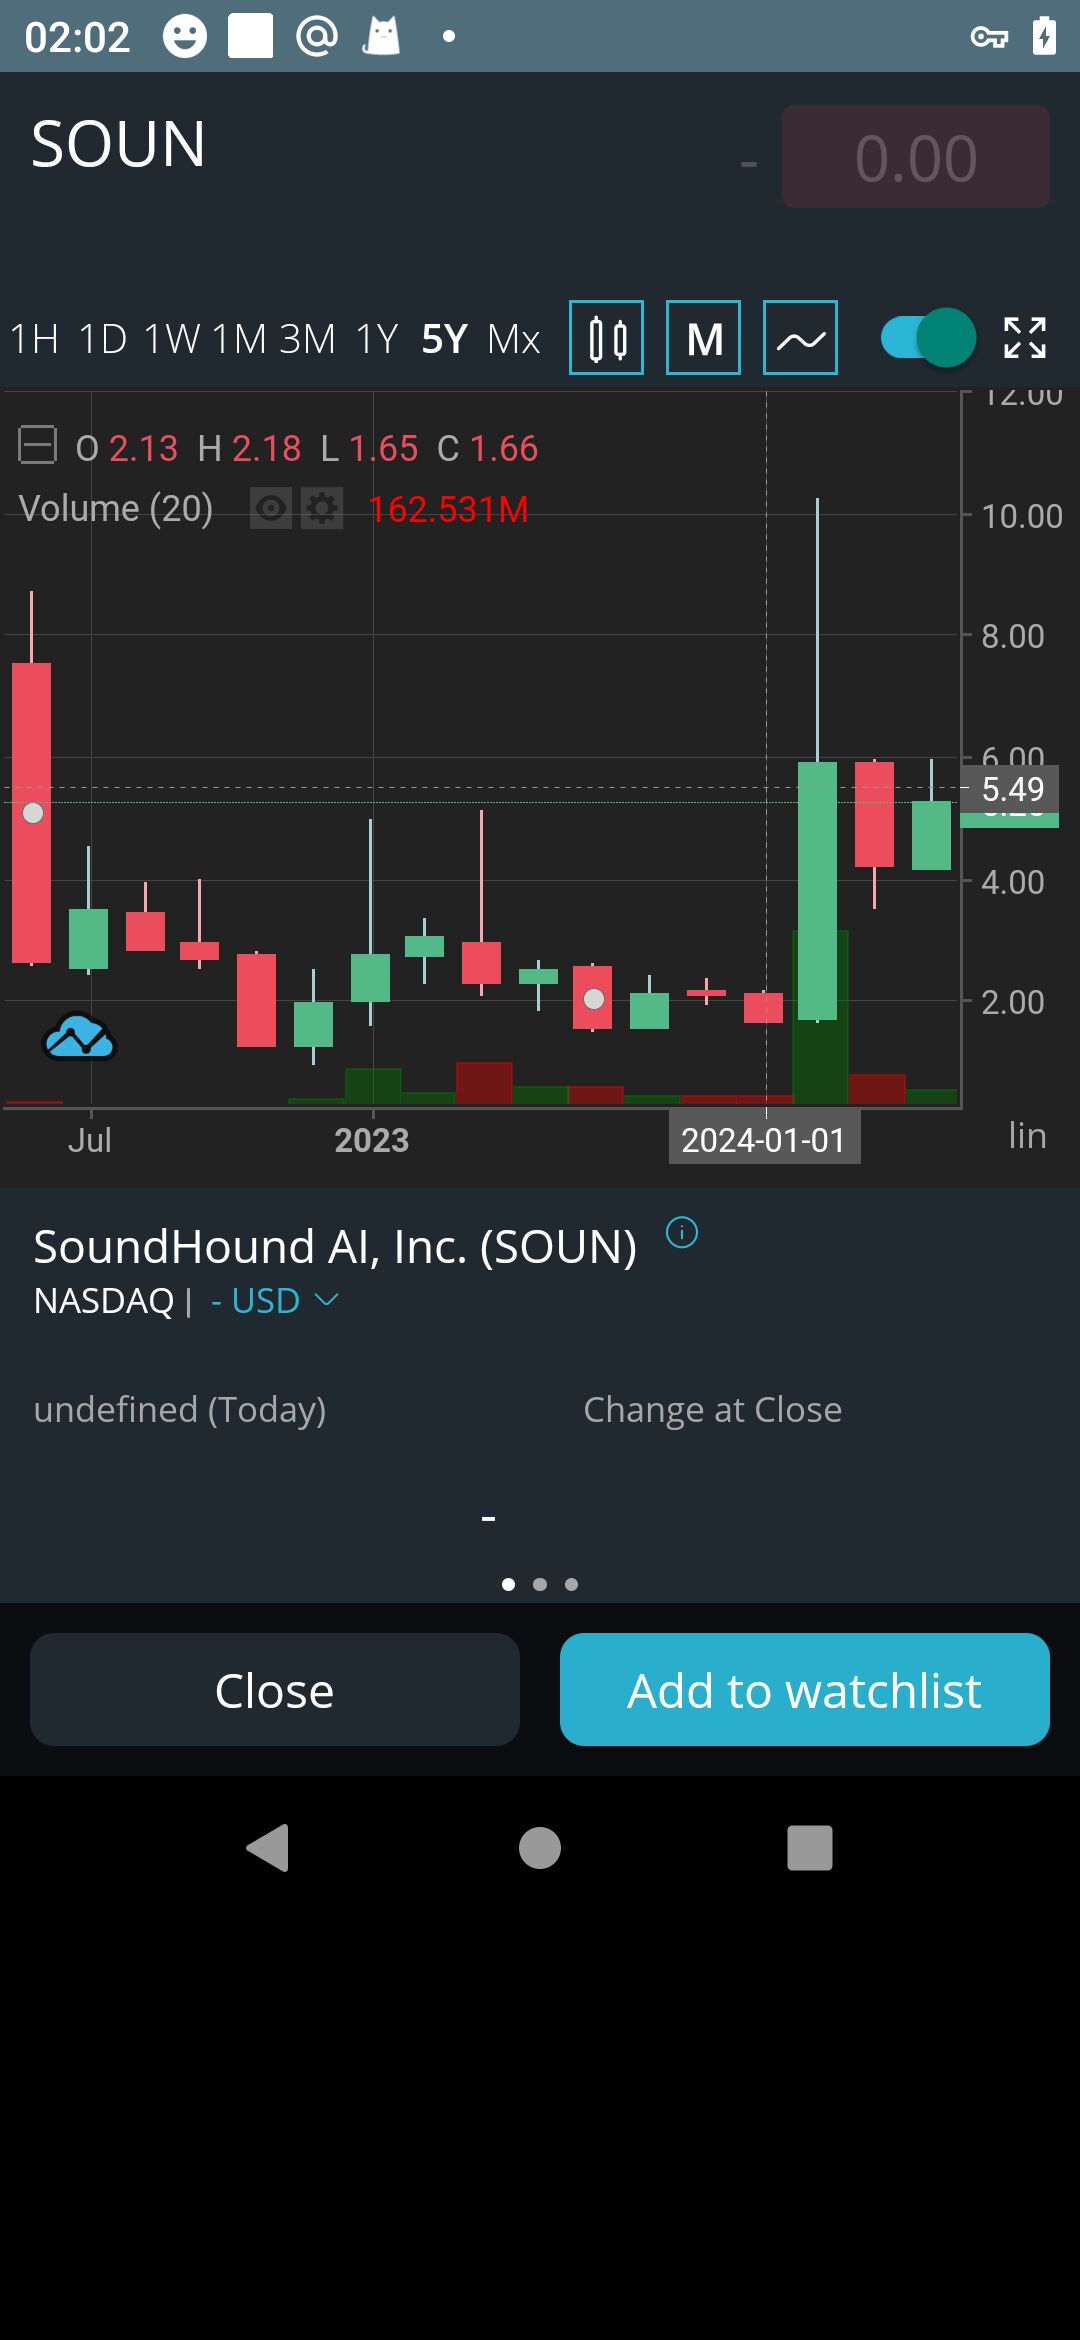 02:02
SOUN
- 0.00
1H 1D 1W 1M 3M 1Y 5Y Mx M
12.00
O 2.13 H 2.18 L 1.65 C 1.66
Volume (20) 162.531M
10.00
8.00
6.00
5.49
4.00
2.00
Jul 2023 2024-01-01 lin
SoundHound AI, Inc. (SOUN)
NASDAQ | - USD
undefined (Today) Change at Close
-
Close Add to watchlist